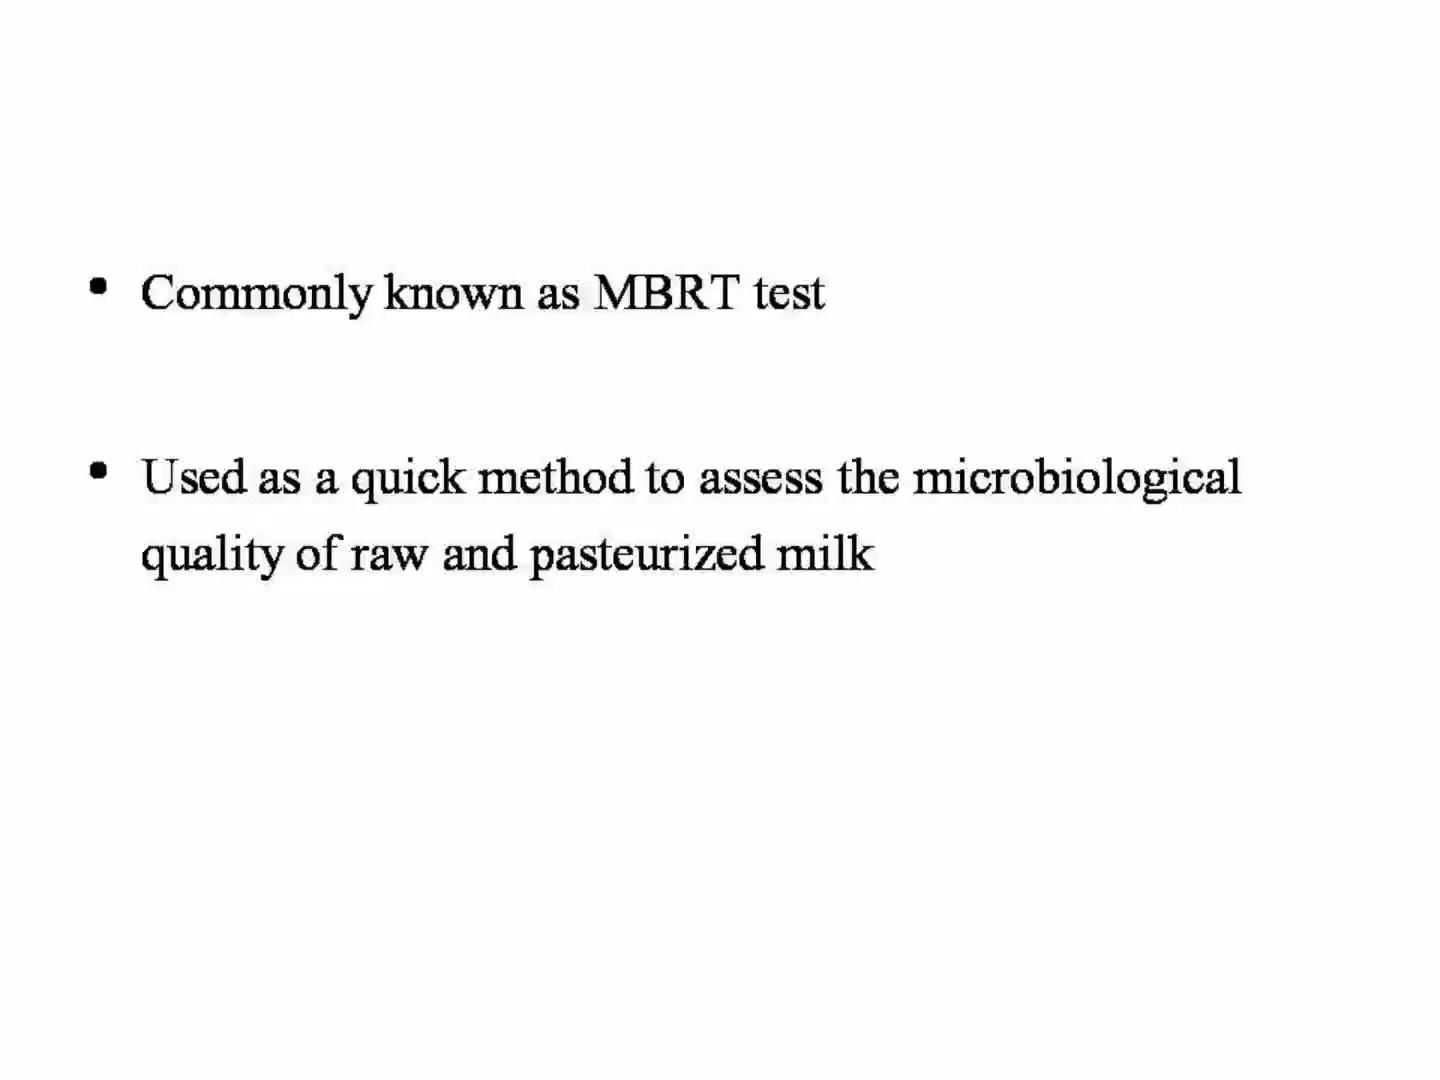 • Commonly known as MBRT test
• Used as a quick method to assess the microbiological
quality of raw and pasteurized milk